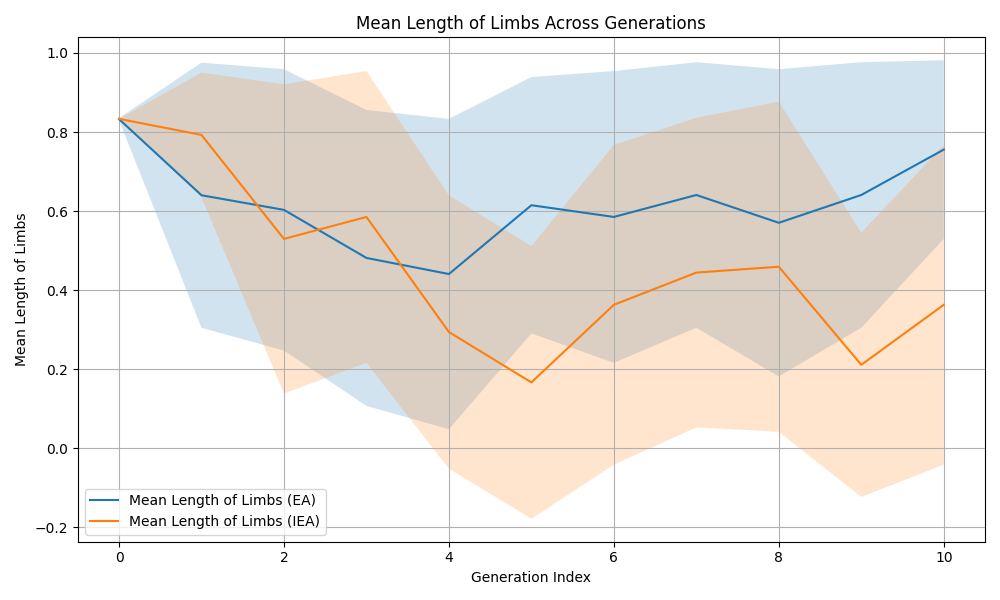 Mean Length of Limbs Across Generations
Mean Length of Limbs
1.0
0.8
0.6
0.4
0.2
0.0
−0.2
Mean Length of Limbs (EA)
Mean Length of Limbs (IEA)
0 2 4 6 8 10
Generation Index